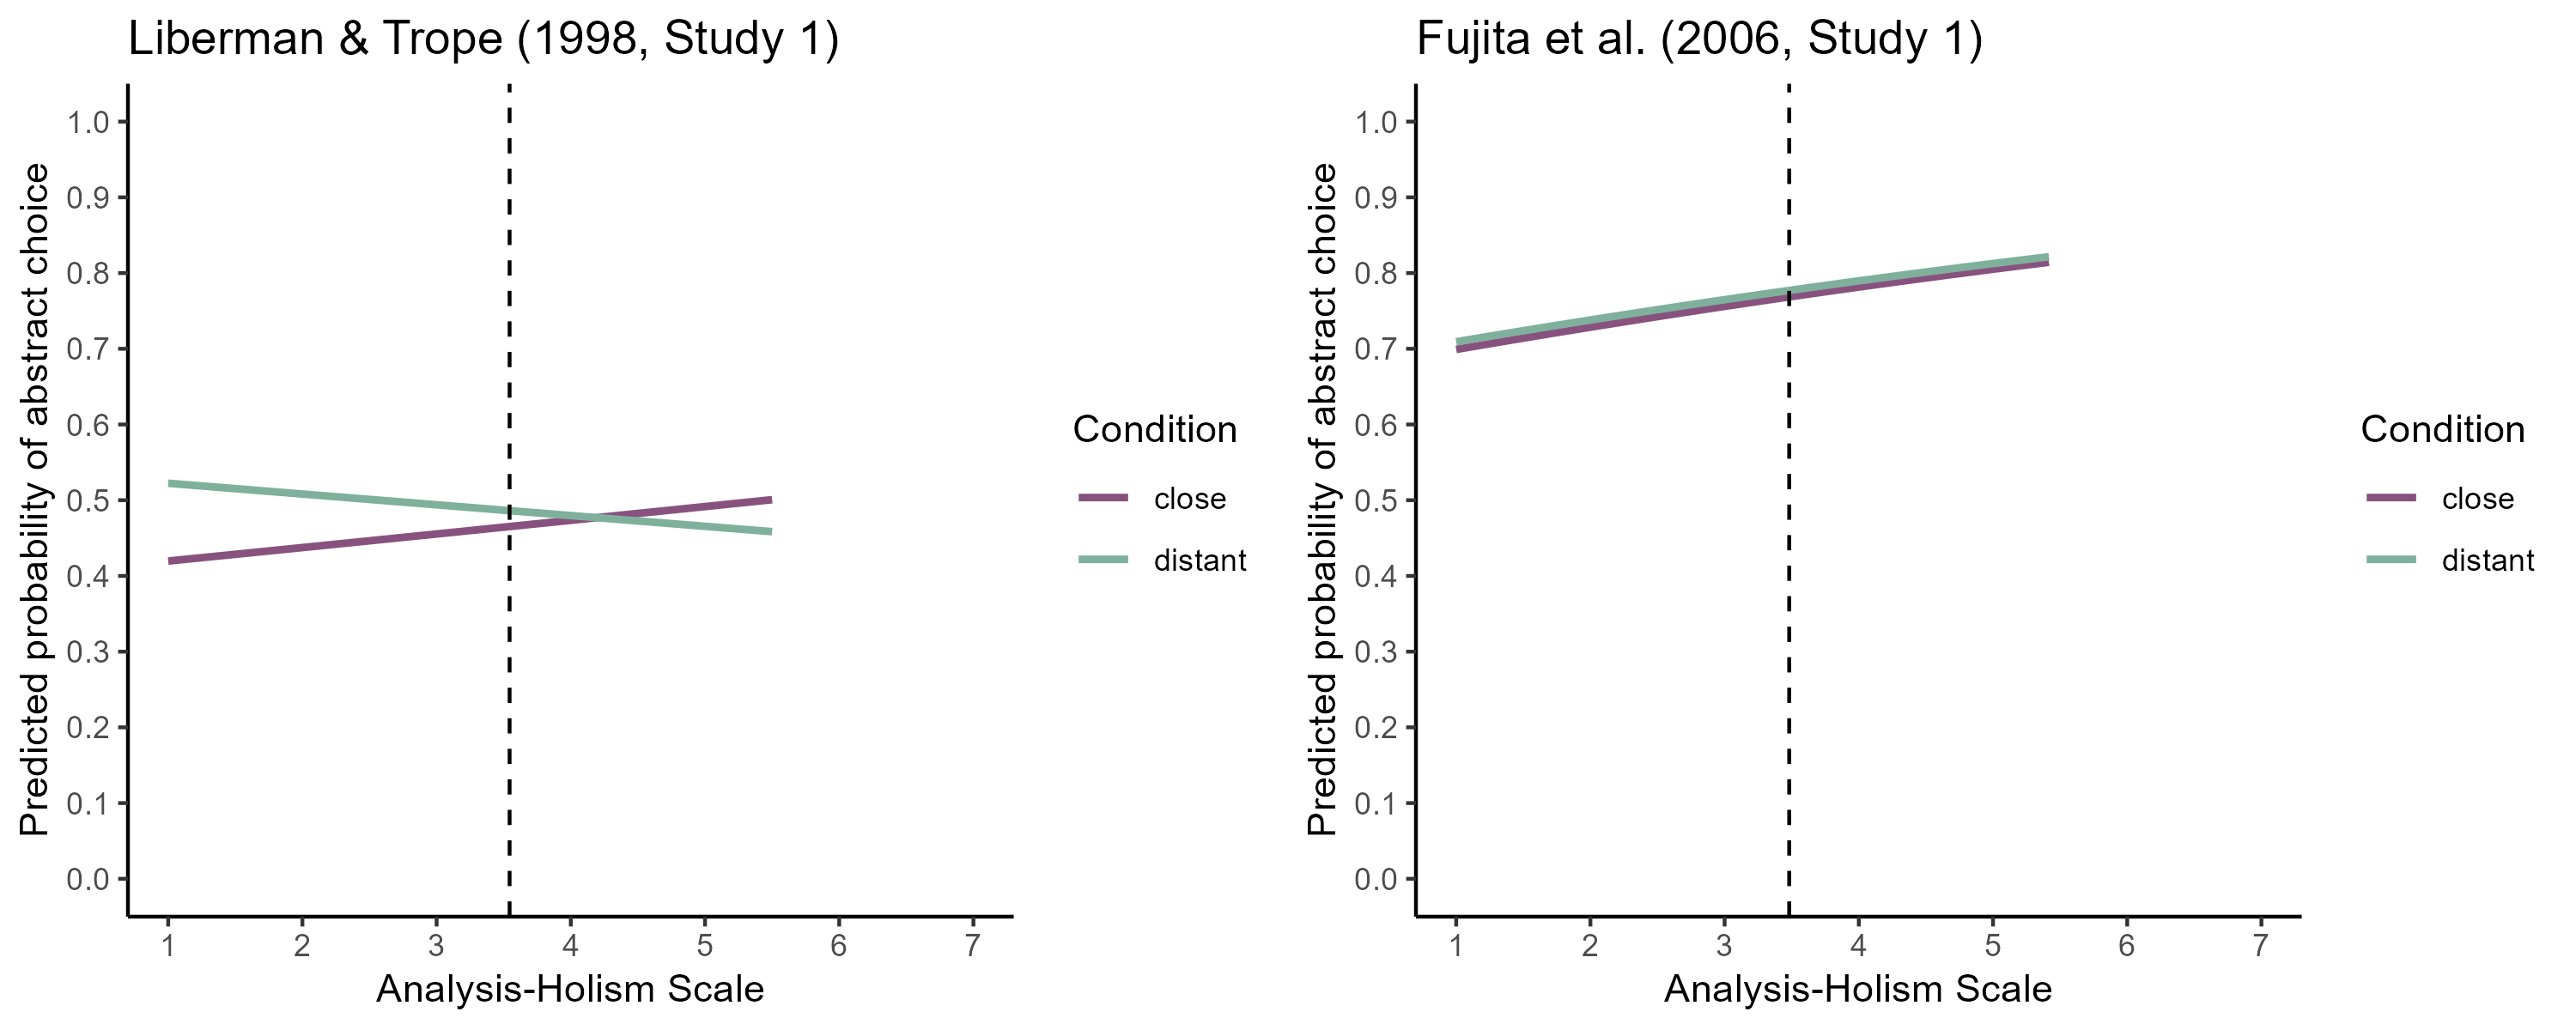 Liberman & Trope (1998, Study 1)
Predicted probability of abstract choice
1.0
0.9
0.8
0.7
0.6
0.5
0.4
0.3
0.2
0.1
0.0
1 2 3 4 5 6 7
Analysis-Holism Scale
Condition
close
distant
Fujita et al. (2006, Study 1)
Predicted probability of abstract choice
1.0
0.9
0.8
0.7
0.6
0.5
0.4
0.3
0.2
0.1
0.0
1 2 3 4 5 6 7
Analysis-Holism Scale
Condition
close
distant